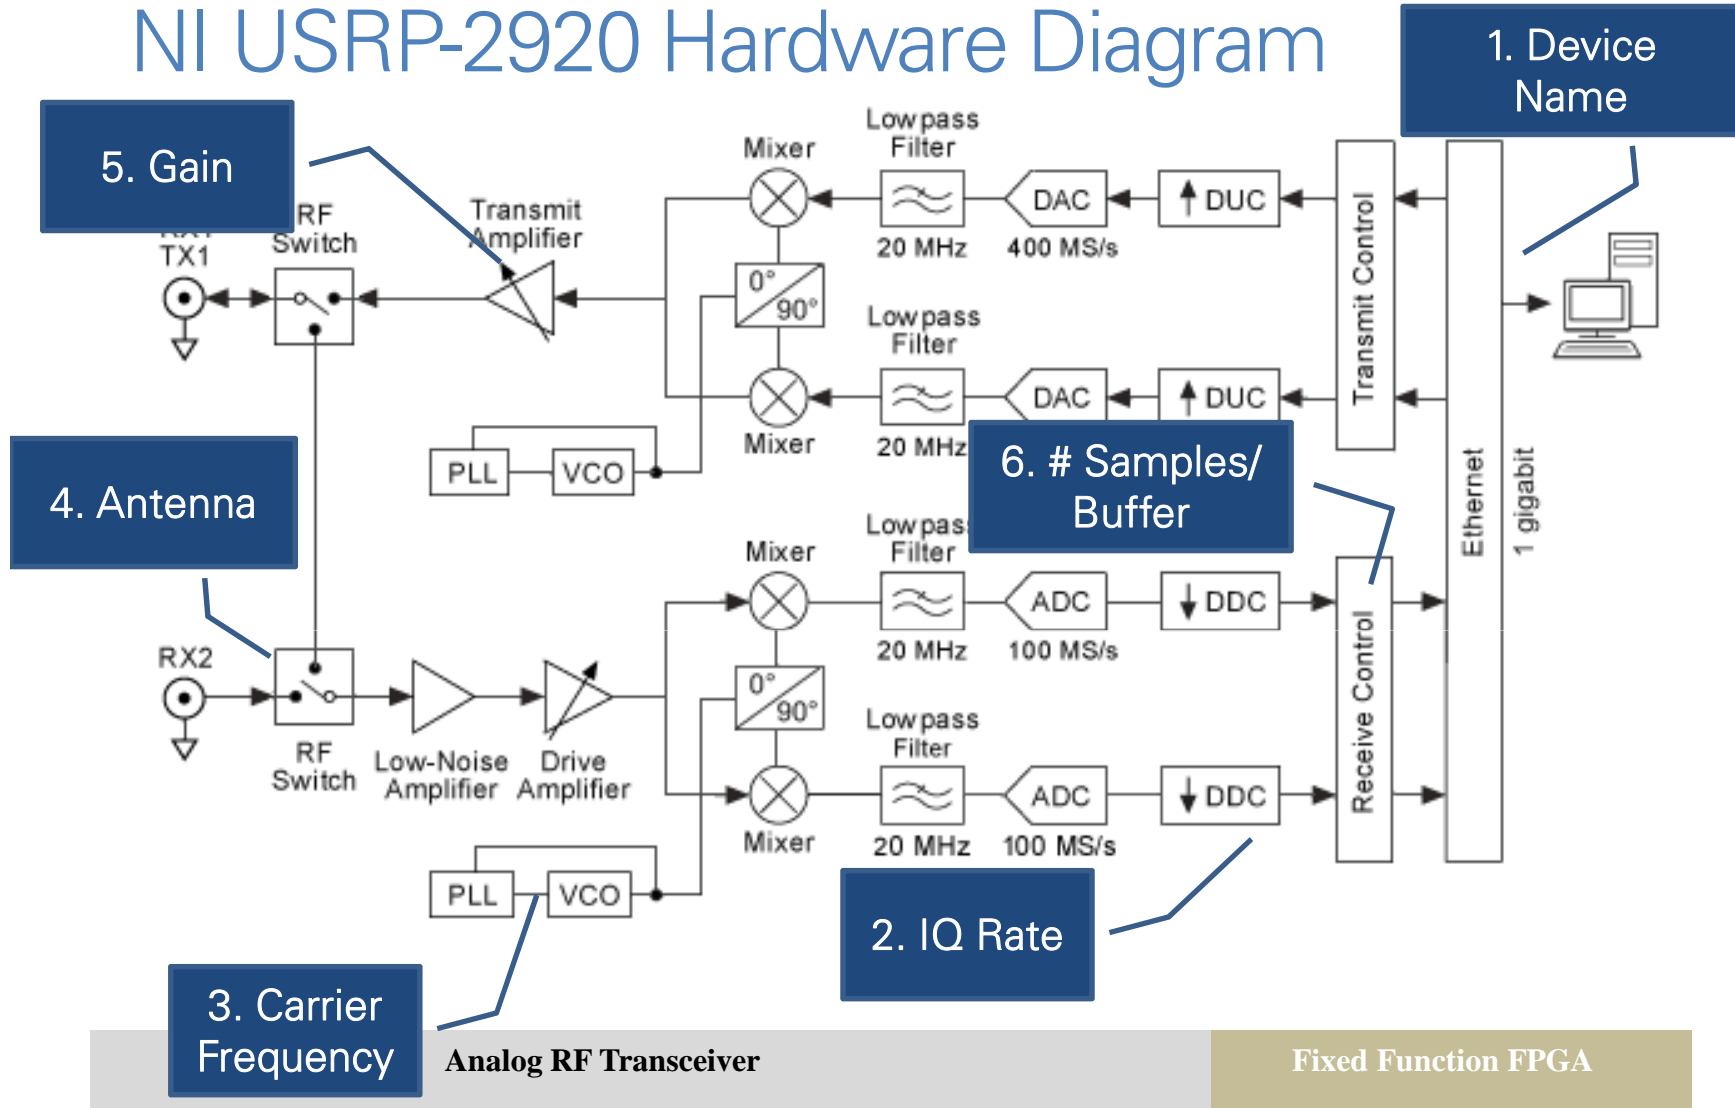 NI USRP-2920 Hardware Diagram
1. Device
Name
5. Gain
RF
Switch
TX1
Transmit
Amplifier
Mixer
Lowpass
Filter
20 MHz
DAC
400 MS/s
DUC
Transmit Control
0°
90°
Lowpass
Filter
20 MHz
Mixer
DAC
DUC
PLL
VCO
4. Antenna
6. # Samples/
Buffer
Ethernet
1 gigabit
Mixer
Filter
20 MHz
ADC
100 MS/s
DDC
Receive Control
RX2
RF
Switch
Low-Noise
Amplifier
Drive
Amplifier
0°
90°
Lowpass
Filter
20 MHz
Mixer
ADC
100 MS/s
DDC
PLL
VCO
2. IQ Rate
3. Carrier
Frequency
Analog RF Transceiver
Fixed Function FPGA